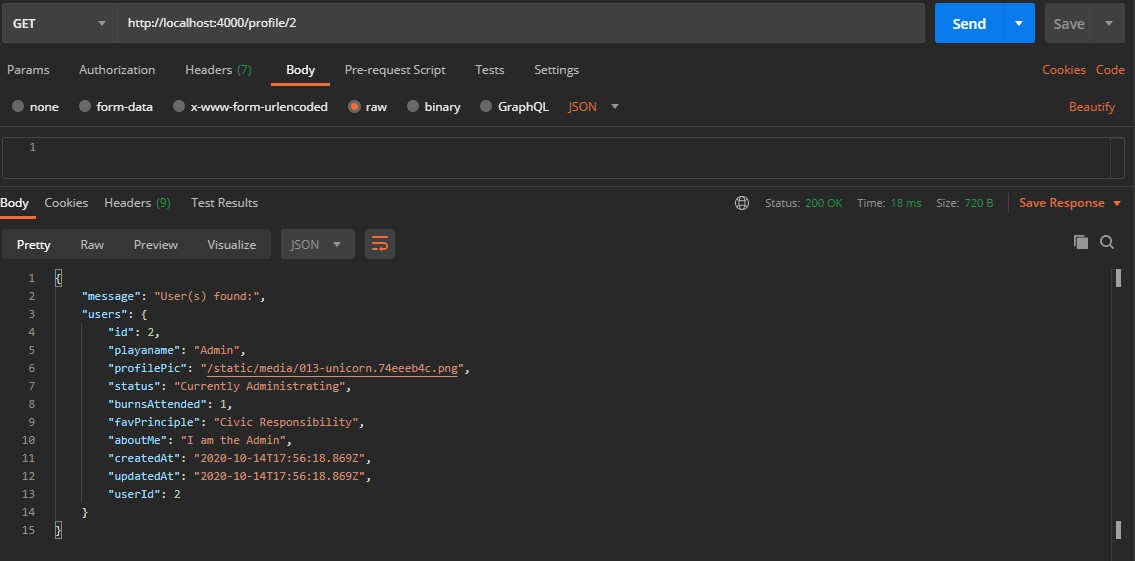 GET http://localhost:4000/profile/2 Send Save
Params Authorization Headers (7) Body Pre-request Script Tests Settings Cookies Code
none form-data x-www-form-urlencoded raw binary GraphQL JSON Beautify
1
Body Cookies Headers (9) Test Results Status: 200 OK Time: 18 ms Size: 720 B Save Response
Pretty Raw Preview Visualize JSON
1 {
2 "message": "User(s) found:",
3 "users": {
4 "id": 2,
5 "playaname": "Admin",
6 "profilePic": "/static/media/013-unicorn.74eeeb4c.png",
7 "status": "Currently Administrating",
8 "burnsAttended": 1,
9 "favPrinciple": "Civic Responsibility",
10 "aboutMe": "I am the Admin",
11 "createdAt": "2020-10-14T17:56:18.869Z",
12 "updatedAt": "2020-10-14T17:56:18.869Z",
13 "userId": 2
14 }
15 }